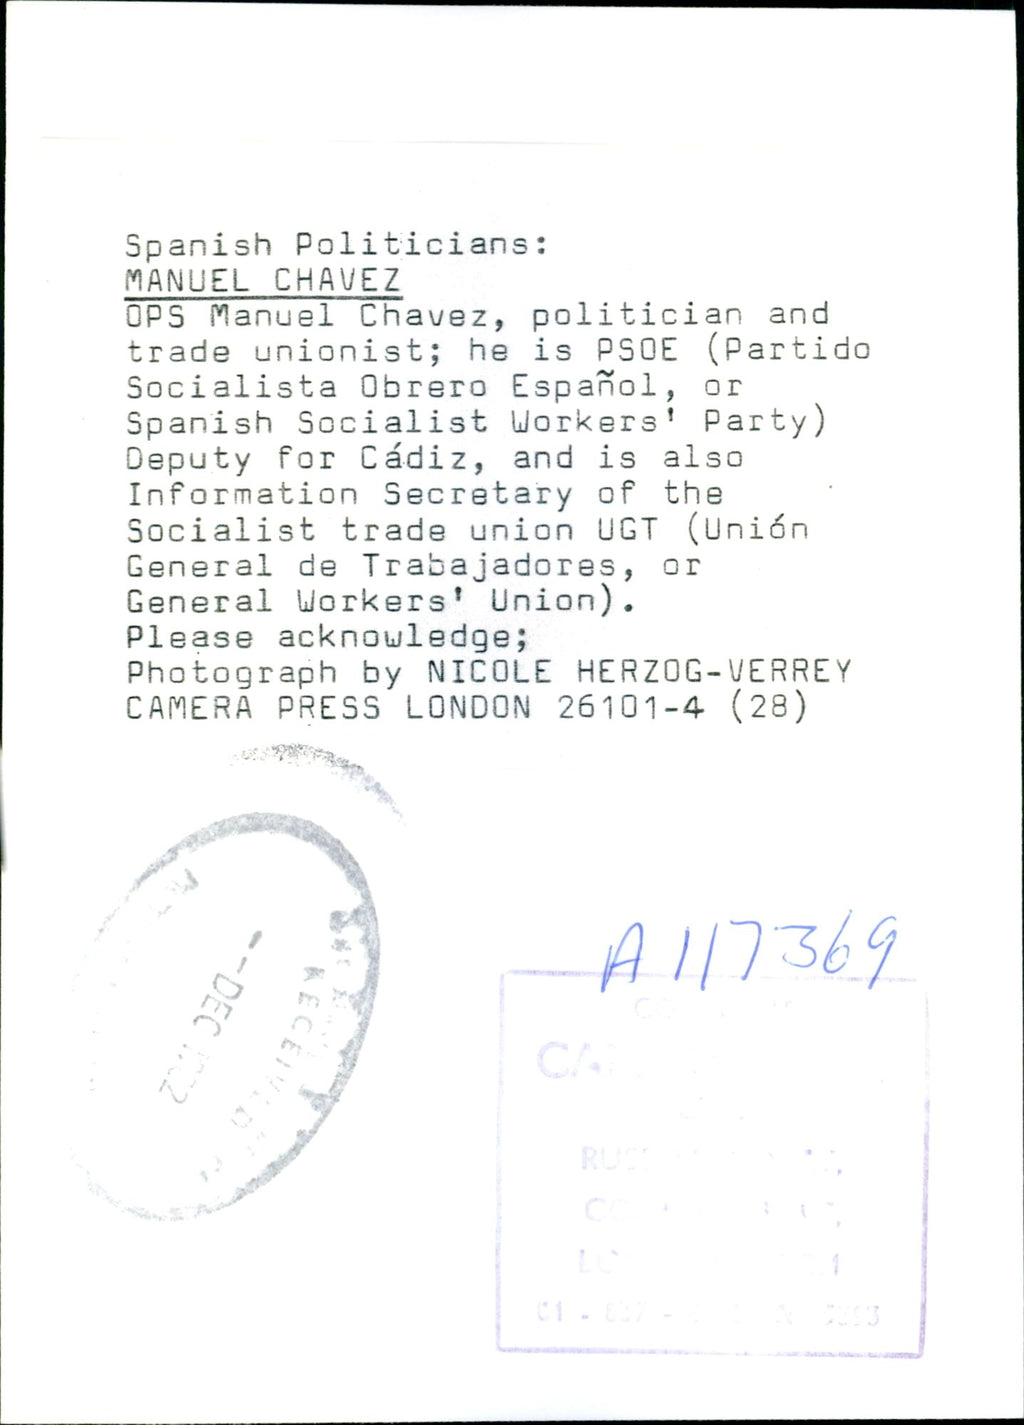 Spanish Politicians:
MANUEL CHAVEZ
OPS Manuel Chavez, politician and
trade unionist; he is PSOE (Partido
Socialista Obrero Español, or
Spanish Socialist Workers' Party)
Deputy for Cádiz, and is also
Information Secretary of the
Socialist trade union UGT (Unión
General de Trabajadores, or
General Workers' Union).
Please acknowledge;
Photograph by NICOLE HERZOG-VERREY
CAMERA PRESS LONDON 26101-4 (28)
RECEIVED
--DEC
A117369